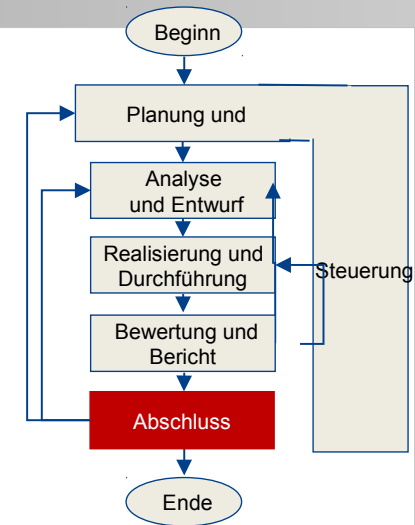 Beginn
Planung und
Analyse
und Entwurf
Realisierung und
Durchführung
Steuerung
Bewertung und
Bericht
Abschluss
Ende